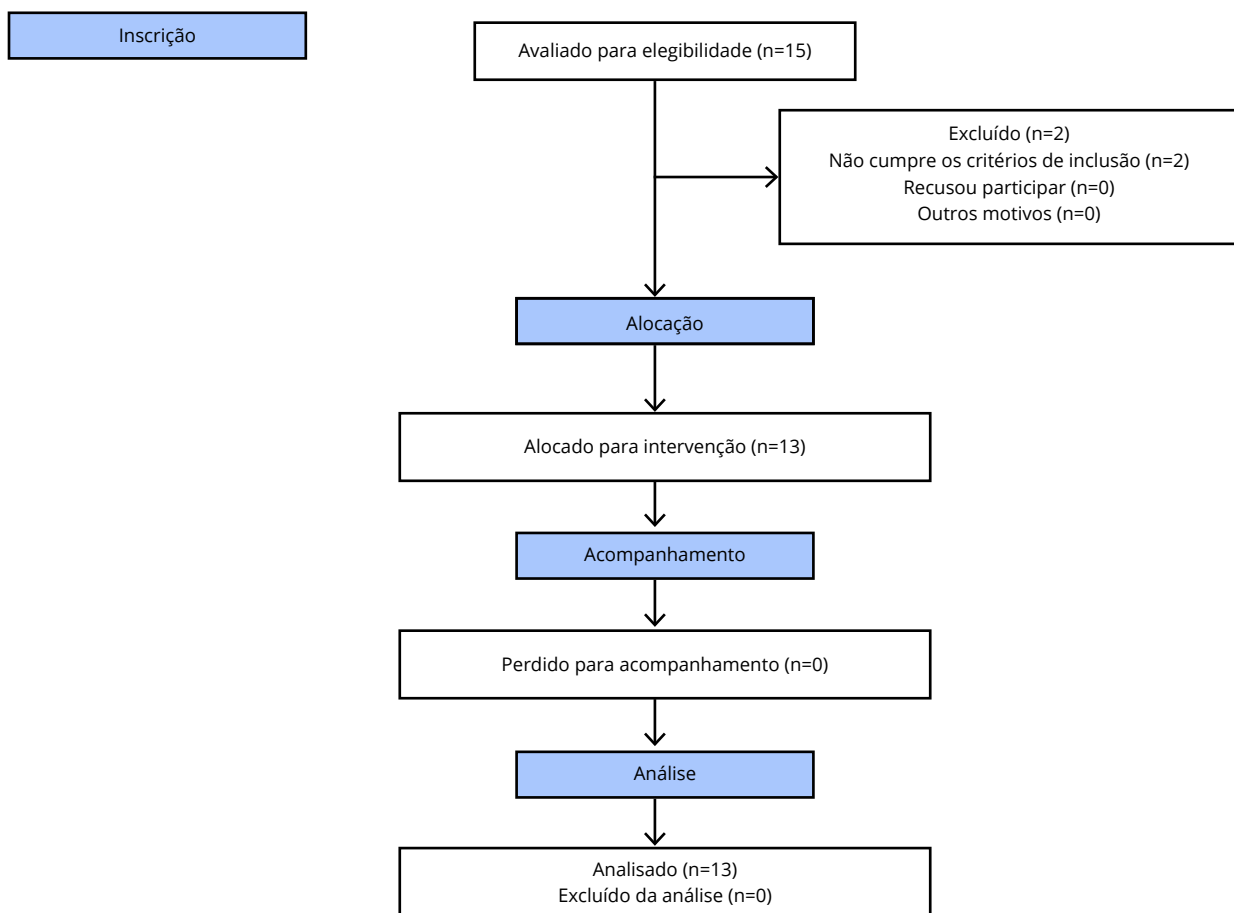 Inscrição
Avaliado para elegibilidade (n=15)
Excluído (n=2)
Não cumpre os critérios de inclusão (n=2)
Recusou participar (n=0)
Outros motivos (n=0)
Alocação
Alocado para intervenção (n=13)
Acompanhamento
Perdido para acompanhamento (n=0)
Análise
Analisado (n=13)
Excluído da análise (n=0)